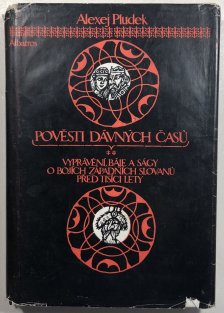 Alexej Pludek
Albatros
POVĚSTI DÁVNÝCH ČASŮ
VYPRÁVĚNÍ, BÁJE A SÁGY
O BOJÍCH ZÁPADNÍCH SLOVANŮ
PŘED TISÍCI LETY